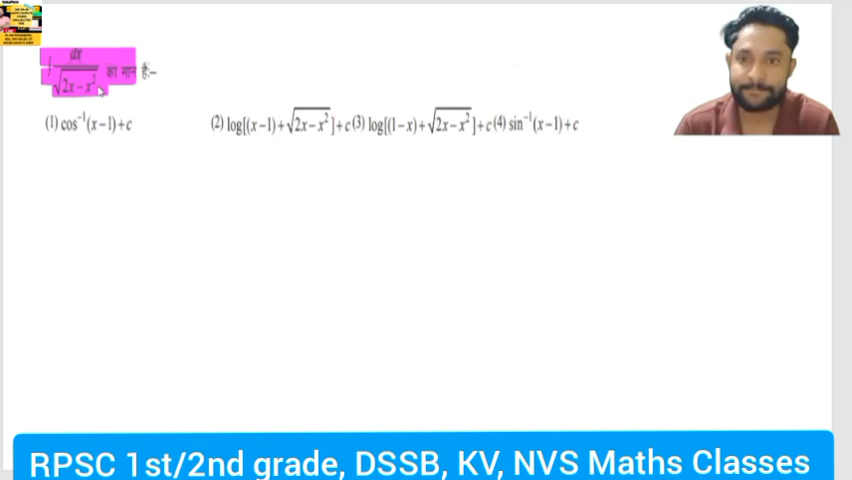 ∫ dx / √(2x−x²) का मान है:−
(1) cos⁻¹(x−1)+c (2) log[(x−1)+√(2x−x²)]+c (3) log[(1−x)+√(2x−x²)]+c (4) sin⁻¹(x−1)+c
RPSC 1st/2nd grade, DSSB, KV, NVS Maths Classes